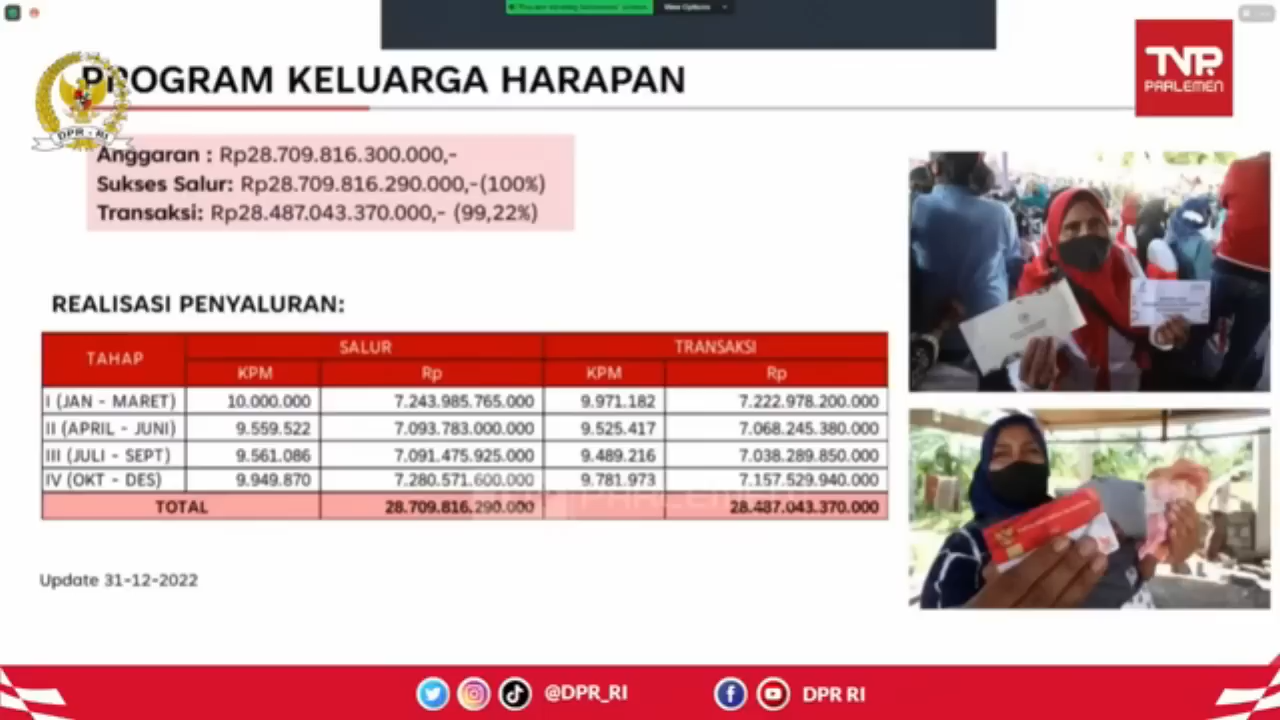 PROGRAM KELUARGA HARAPAN
DPR - RI
TVR
PARLEMEN
Anggaran : Rp28.709.816.300.000,-
Sukses Salur: Rp28.709.816.290.000,-(100%)
Transaksi: Rp28.487.043.370.000,- (99,22%)
REALISASI PENYALURAN:
TAHAP SALUR TRANSAKSI
KPM Rp KPM Rp
I (JAN - MARET) 10.000.000 7.243.985.765.000 9.971.182 7.222.978.200.000
II (APRIL - JUNI) 9.559.522 7.093.783.000.000 9.525.417 7.068.245.380.000
III (JULI - SEPT) 9.561.086 7.091.475.925.000 9.489.216 7.038.289.850.000
IV (OKT - DES) 9.949.870 7.280.571.600.000 9.781.973 7.157.529.940.000
TOTAL 28.709.816.290.000 28.487.043.370.000
Update 31-12-2022
@DPR_RI DPR RI